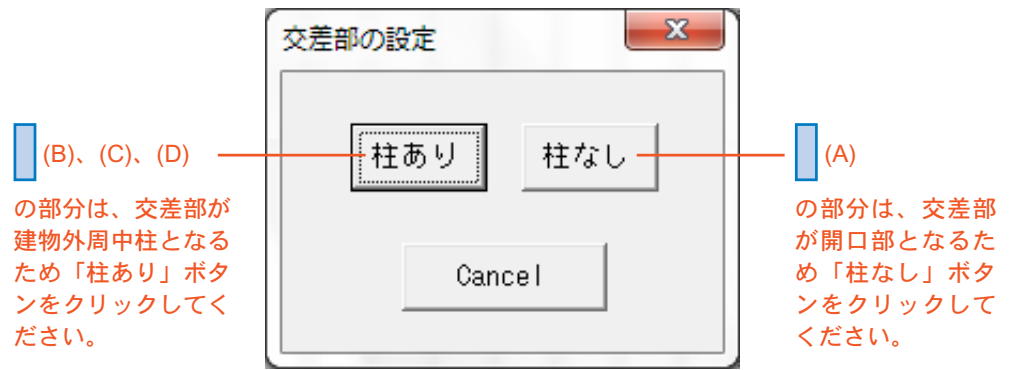 交差部の設定
x
柱あり
柱なし
Cancel
(B)、(C)、(D)
の部分は、交差部が
建物外周中柱となる
ため「柱あり」ボタ
ンをクリックしてく
ださい。
(A)
の部分は、交差部
が開口部となるた
め「柱なし」ボタ
ンをクリックして
ください。